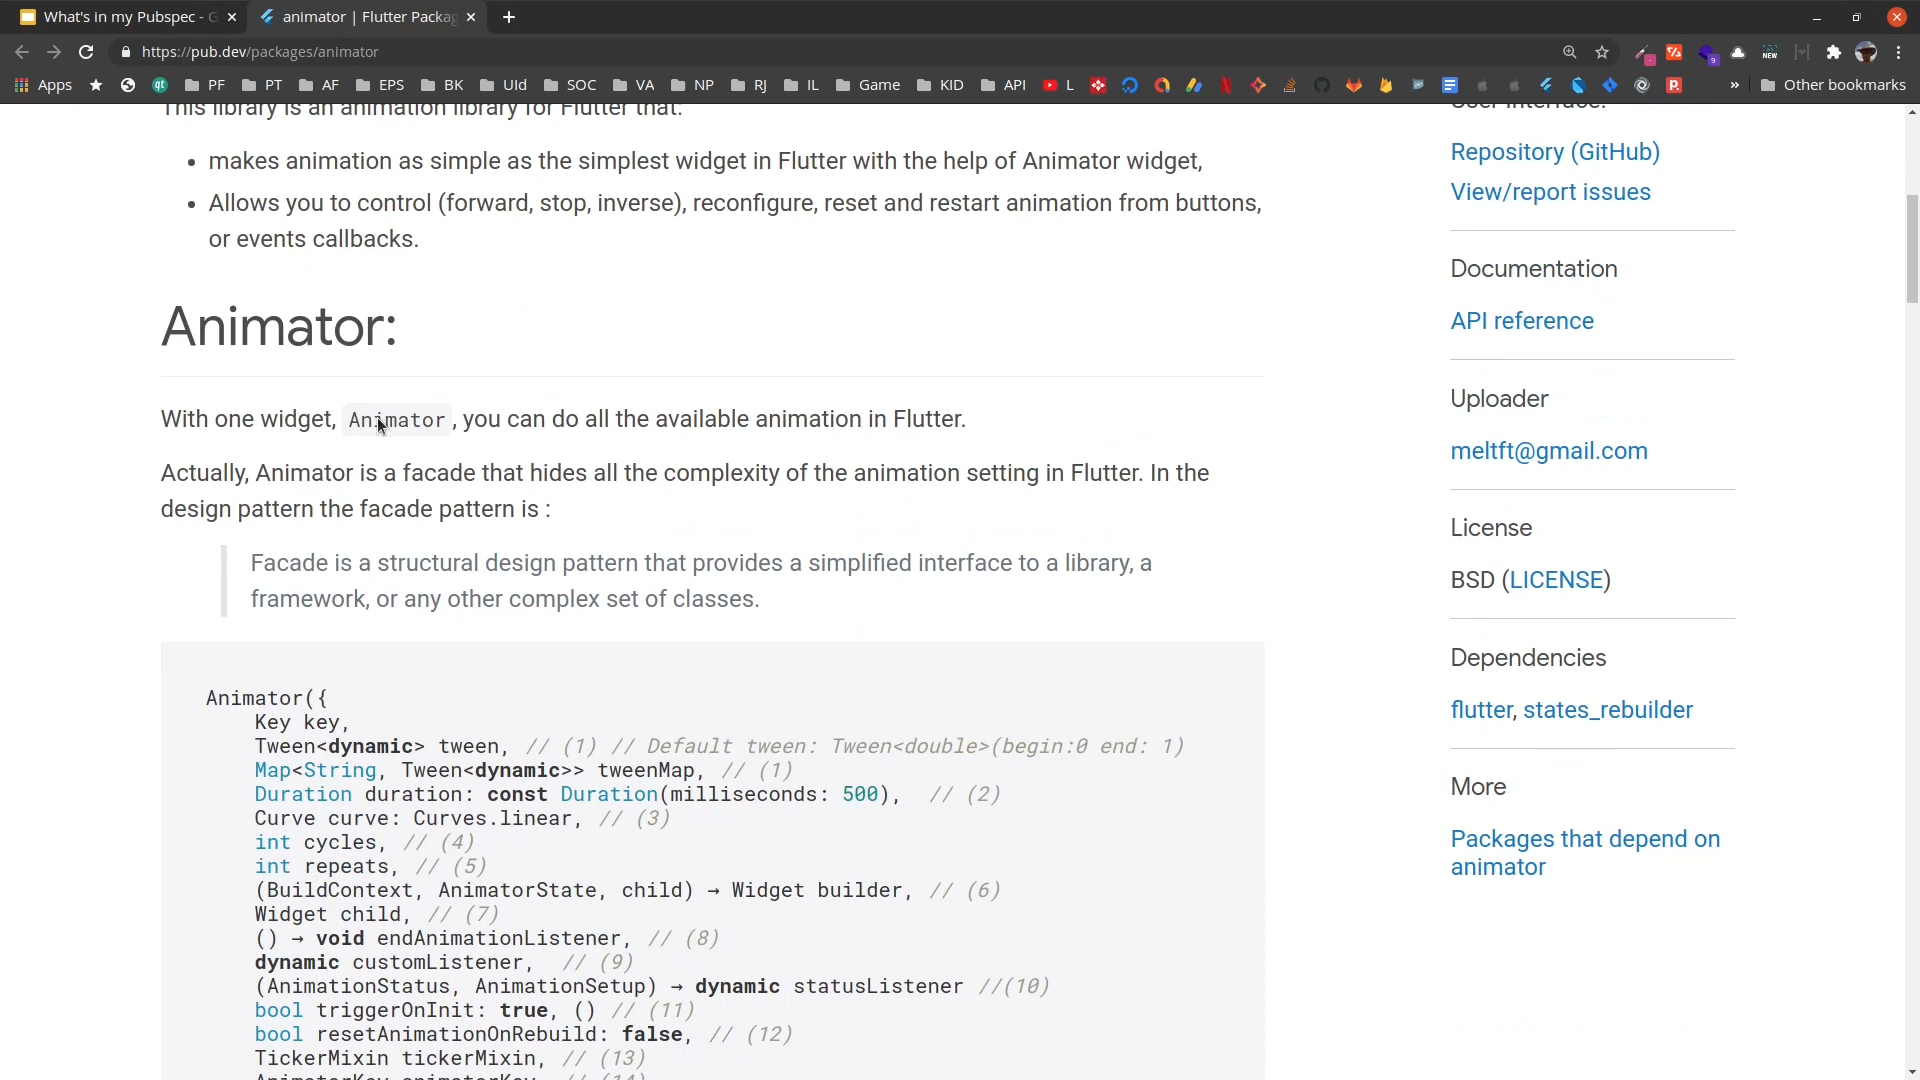 What's in my Pubspec - G
animator | Flutter Packag
https://pub.dev/packages/animator
Apps PF PT AF EPS BK UId SOC VA NP RJ IL Game KID API L » Other bookmarks
This library is an animation library for Flutter that:
makes animation as simple as the simplest widget in Flutter with the help of Animator widget,
Allows you to control (forward, stop, inverse), reconfigure, reset and restart animation from buttons,
or events callbacks.
Animator:
With one widget, Animator, you can do all the available animation in Flutter.
Actually, Animator is a facade that hides all the complexity of the animation setting in Flutter. In the
design pattern the facade pattern is :
Facade is a structural design pattern that provides a simplified interface to a library, a
framework, or any other complex set of classes.
Animator({
Key key,
Tween<dynamic> tween, // (1) // Default tween: Tween<double>(begin:0 end: 1)
Map<String, Tween<dynamic>> tweenMap, // (1)
Duration duration: const Duration(milliseconds: 500), // (2)
Curve curve: Curves.linear, // (3)
int cycles, // (4)
int repeats, // (5)
(BuildContext, AnimatorState, child) → Widget builder, // (6)
Widget child, // (7)
() → void endAnimationListener, // (8)
dynamic customListener, // (9)
(AnimationStatus, AnimationSetup) → dynamic statusListener //(10)
bool triggerOnInit: true, () // (11)
bool resetAnimationOnRebuild: false, // (12)
TickerMixin tickerMixin, // (13)
AnimatorKey animatorKey, // (14)
User Interface.
Repository (GitHub)
View/report issues
Documentation
API reference
Uploader
meltft@gmail.com
License
BSD (LICENSE)
Dependencies
flutter, states_rebuilder
More
Packages that depend on
animator